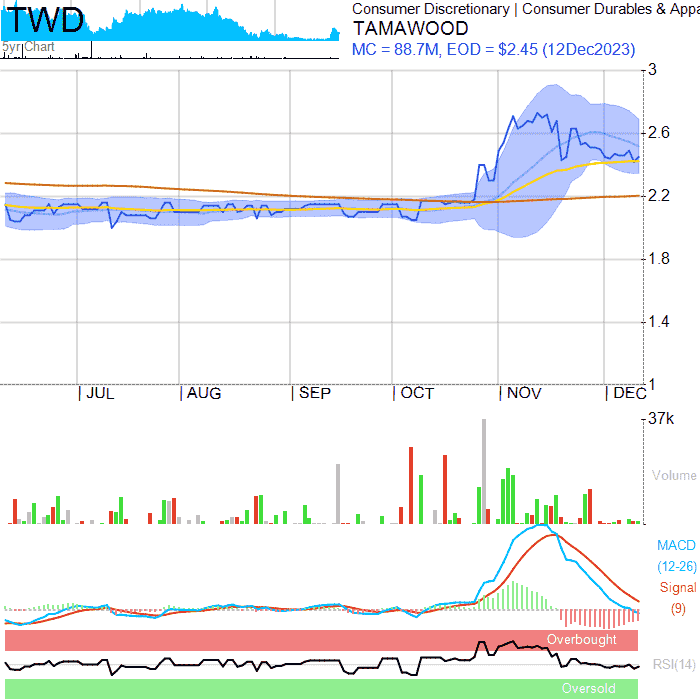 TWD
5yr Chart
Consumer Discretionary | Consumer Durables & Appa
TAMAWOOD
MC = 88.7M, EOD = $2.45 (12Dec2023)
3
2.6
2.2
1.8
1.4
1
| JUL | AUG | SEP | OCT | NOV | DEC
37k
Volume
MACD
(12-26)
Signal
(9)
Overbought
RSI(14)
Oversold